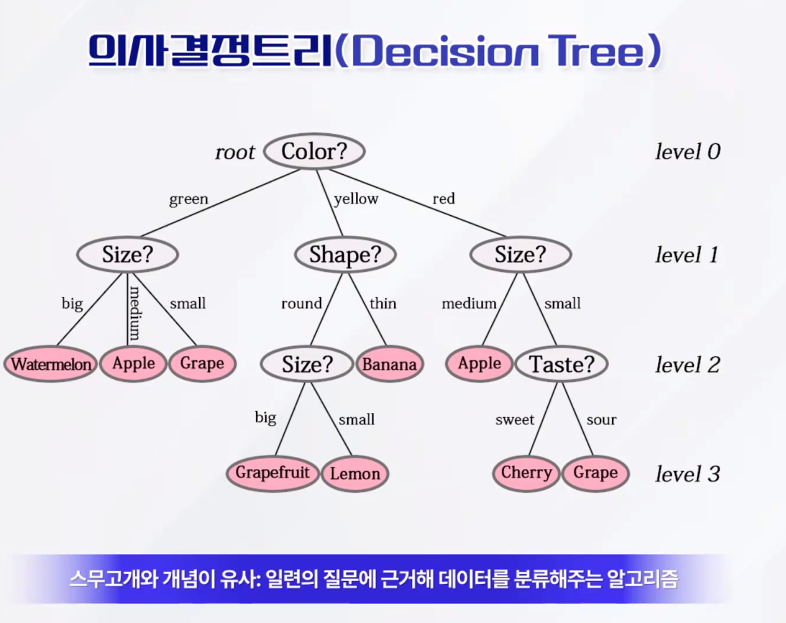 의사결정트리(Decision Tree)
root Color? level 0
green yellow red
Size? Shape? Size? level 1
big medium small round thin medium small
Watermelon Apple Grape Size? Banana Apple Taste? level 2
big small sweet sour
Grapefruit Lemon Cherry Grape level 3
스무고개와 개념이 유사: 일련의 질문에 근거해 데이터를 분류해주는 알고리즘